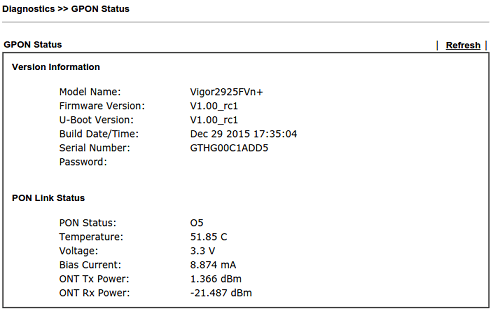 Diagnostics >> GPON Status
GPON Status | Refresh |
Version Information
Model Name: Vigor2925FVn+
Firmware Version: V1.00_rc1
U-Boot Version: V1.00_rc1
Build Date/Time: Dec 29 2015 17:35:04
Serial Number: GTHG00C1ADD5
Password:
PON Link Status
PON Status: O5
Temperature: 51.85 C
Voltage: 3.3 V
Bias Current: 8.874 mA
ONT Tx Power: 1.366 dBm
ONT Rx Power: -21.487 dBm